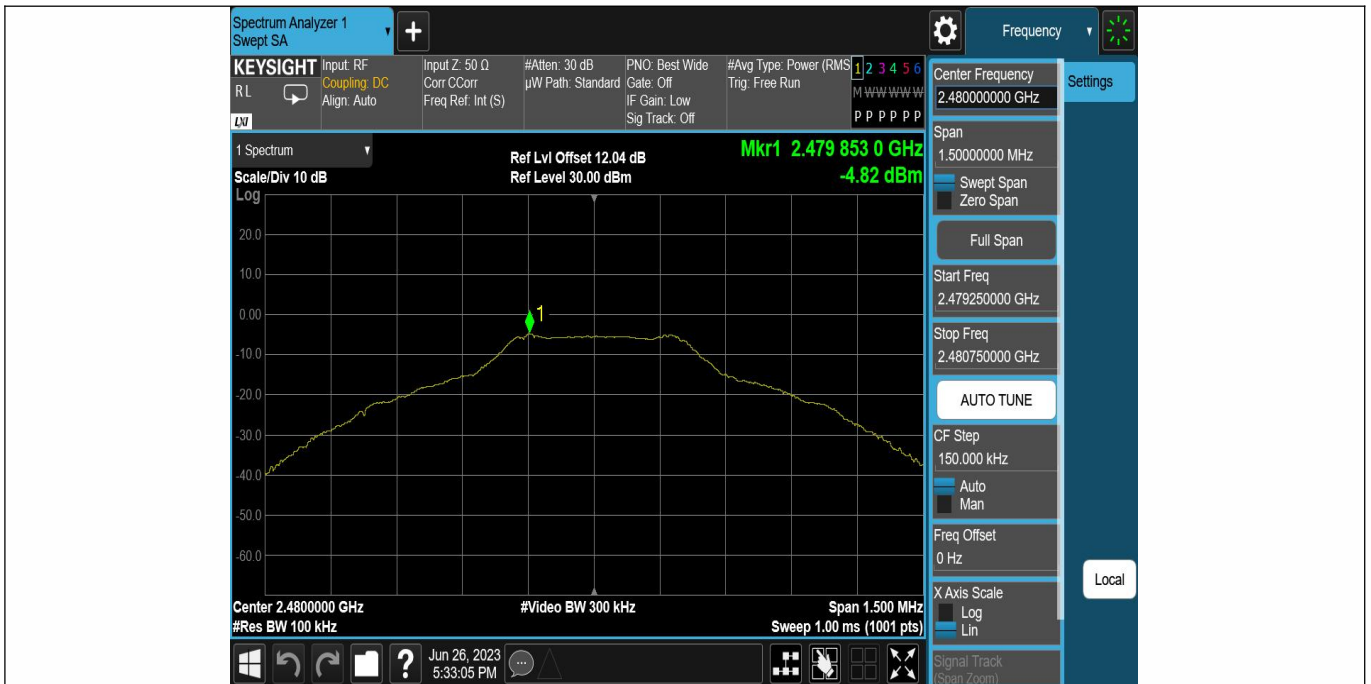 Spectrum Analyzer 1
Swept SA
+
Frequency
KEYSIGHT
RL
LXI
Input: RF
Coupling: DC
Align: Auto
Input Z: 50 Ω
Corr CCorr
Freq Ref: Int (S)
#Atten: 30 dB
µW Path: Standard
PNO: Best Wide
Gate: Off
IF Gain: Low
Sig Track: Off
#Avg Type: Power (RMS
Trig: Free Run
1 2 3 4 5 6
M W W W W W
P P P P P P
1 Spectrum
Scale/Div 10 dB
Log
Ref Lvl Offset 12.04 dB
Ref Level 30.00 dBm
Mkr1 2.479 853 0 GHz
-4.82 dBm
20.0
10.0
0.00
-10.0
-20.0
-30.0
-40.0
-50.0
-60.0
1
Center 2.4800000 GHz
#Res BW 100 kHz
#Video BW 300 kHz
Span 1.500 MHz
Sweep 1.00 ms (1001 pts)
Center Frequency
2.480000000 GHz
Span
1.50000000 MHz
Swept Span
Zero Span
Full Span
Start Freq
2.479250000 GHz
Stop Freq
2.480750000 GHz
AUTO TUNE
CF Step
150.000 kHz
Auto
Man
Freq Offset
0 Hz
X Axis Scale
Log
Lin
Signal Track
(Span Zoom)
Settings
Local
?
Jun 26, 2023
5:33:05 PM